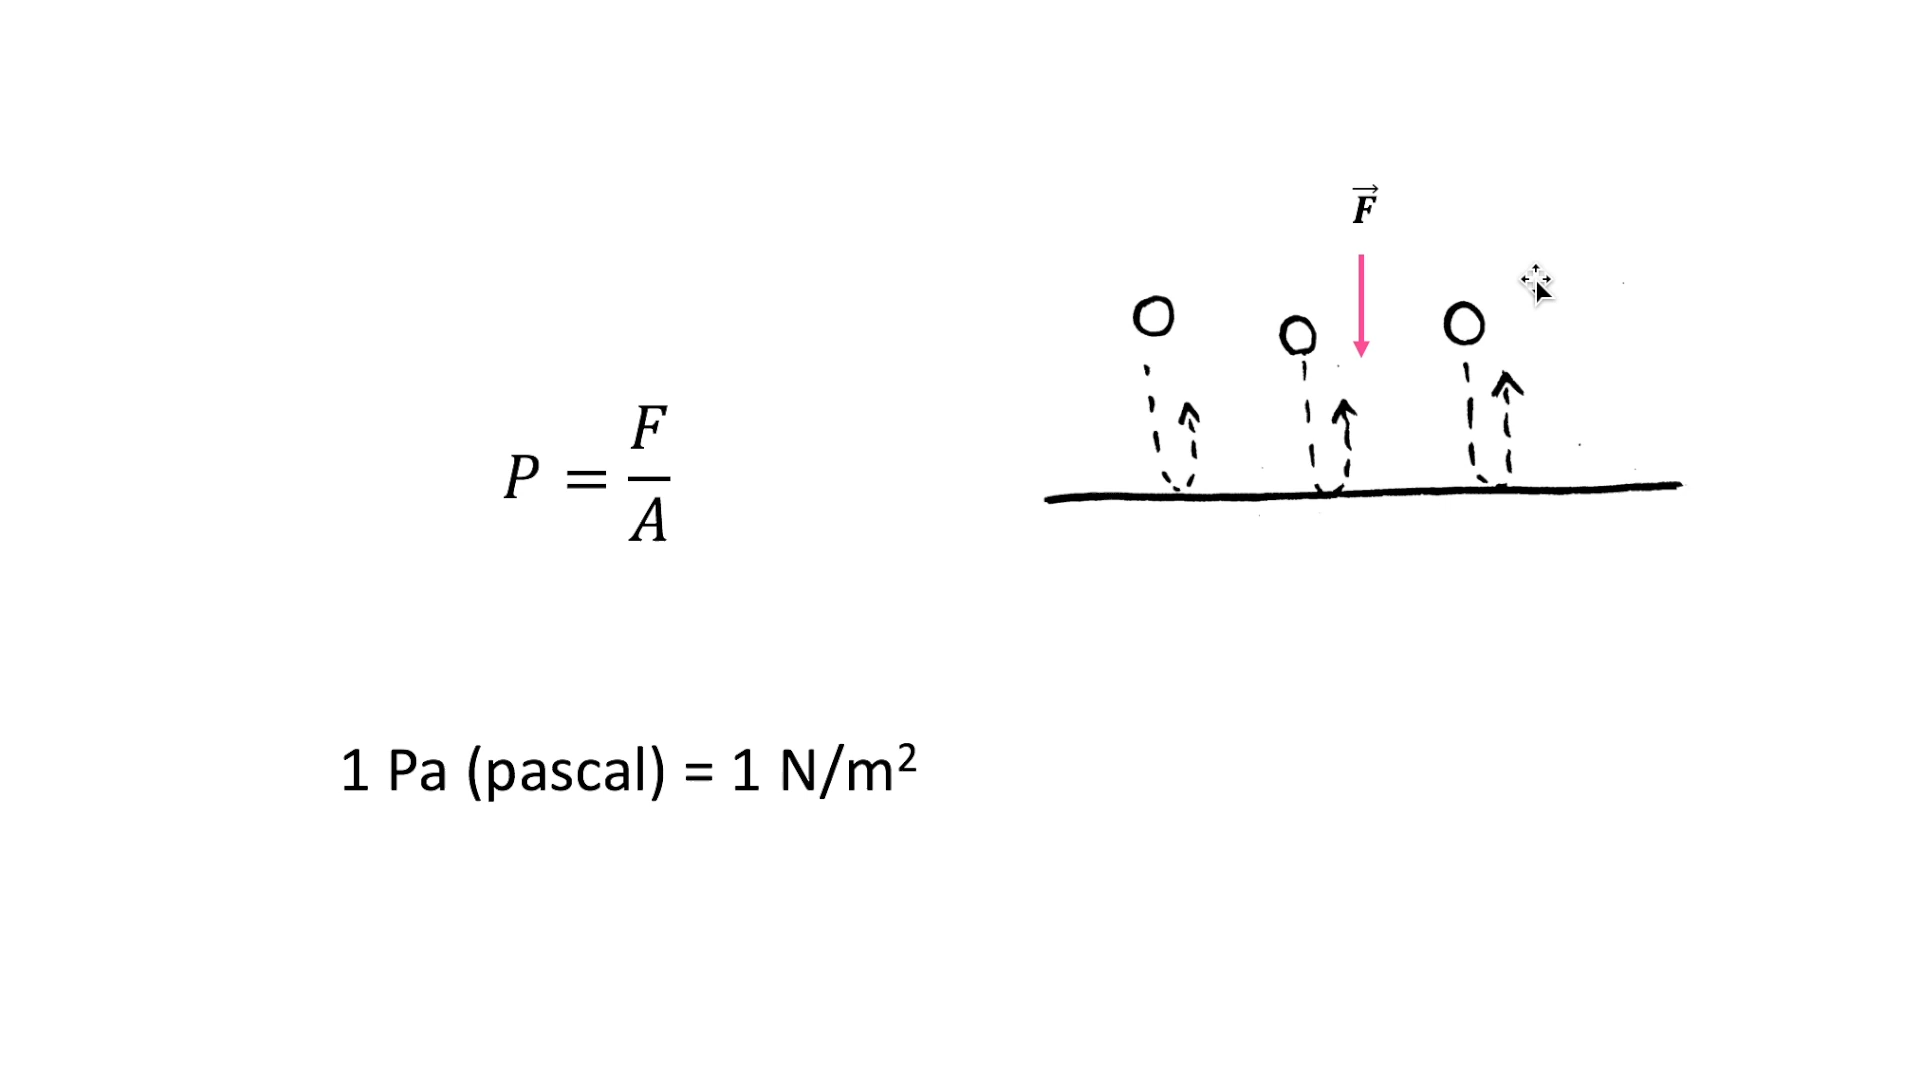 P = F/A
1 Pa (pascal) = 1 N/m²
F⃗